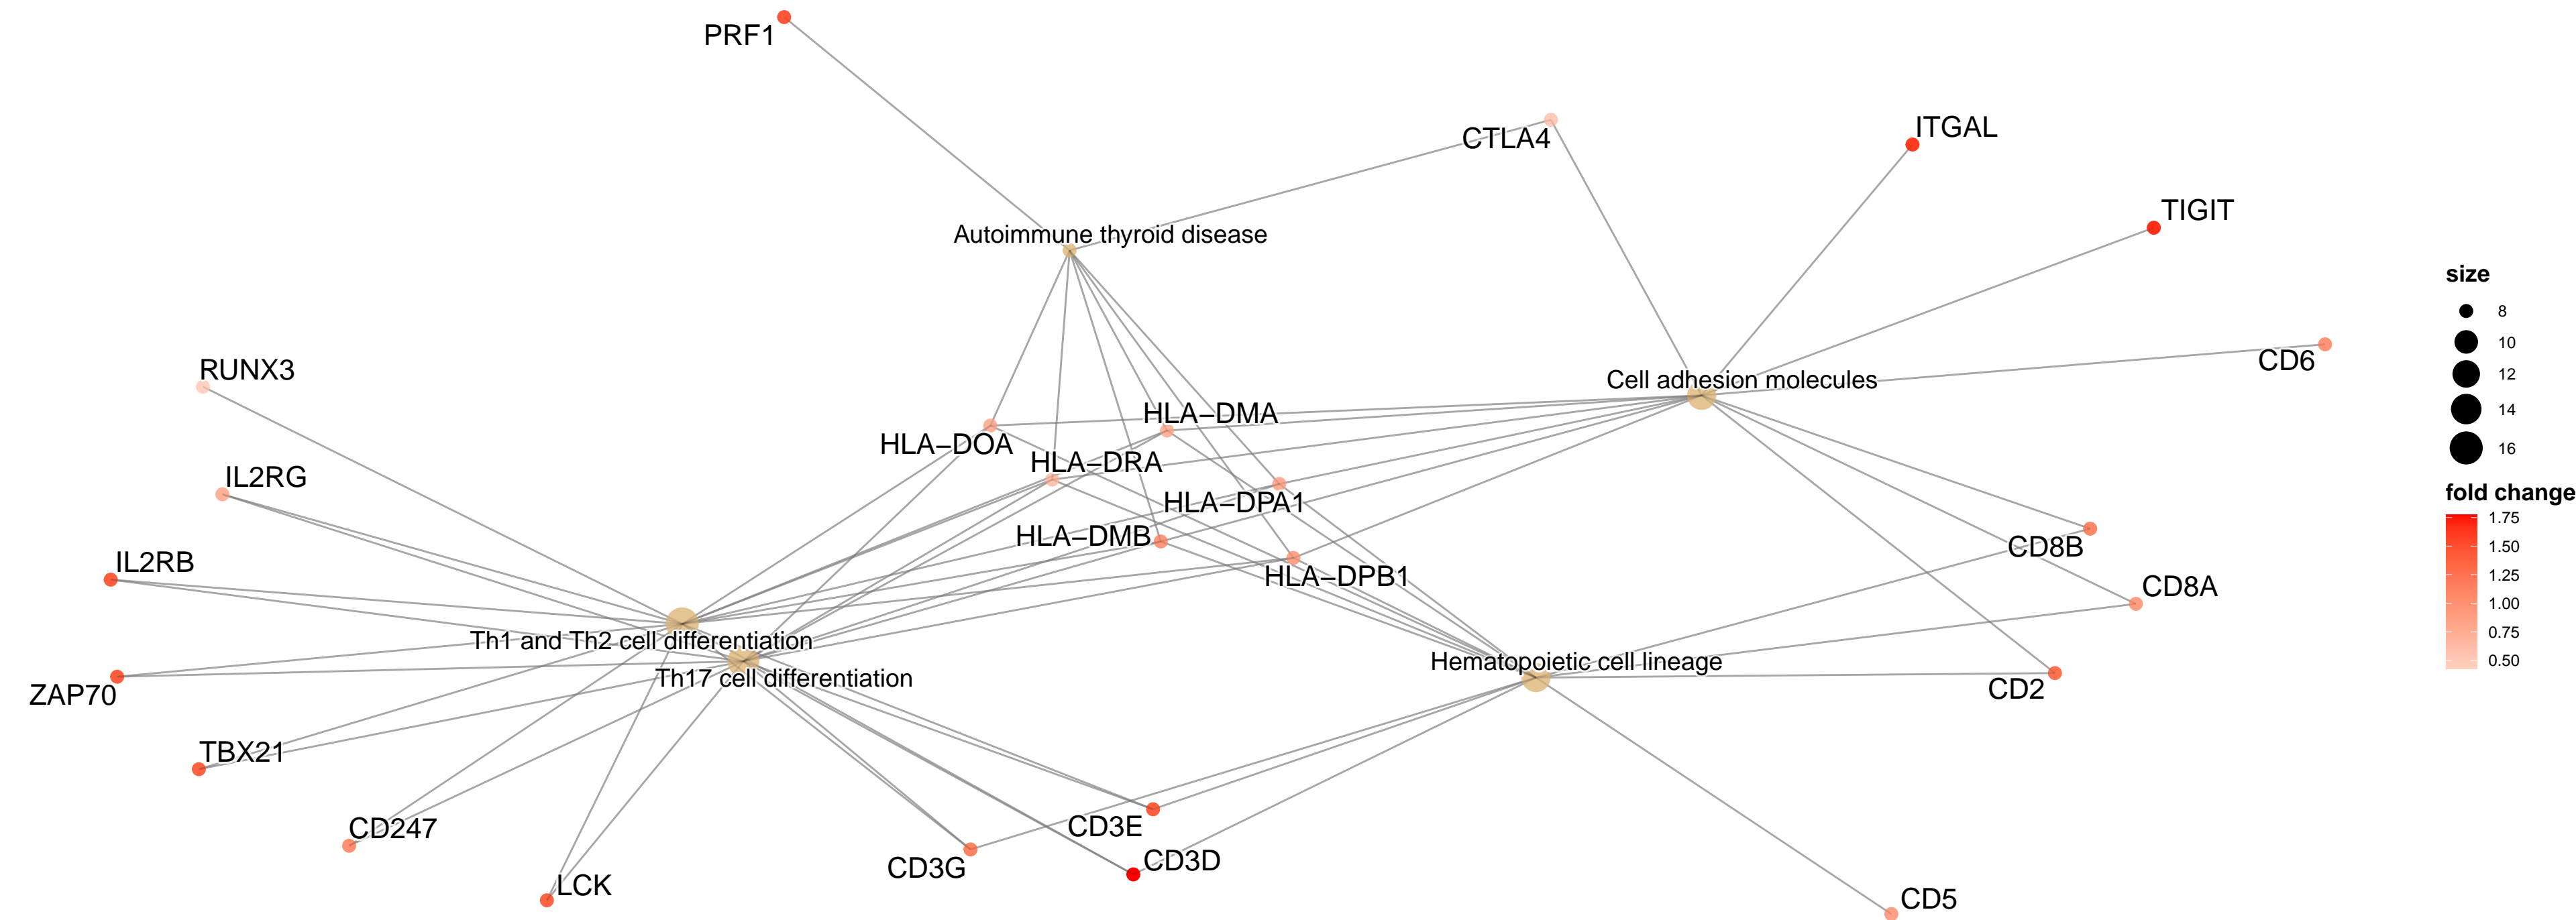 PRF1
CTLA4
ITGAL
TIGIT
Autoimmune thyroid disease
CD6
RUNX3
Cell adhesion molecules
HLA−DMA
HLA−DOA
HLA−DRA
IL2RG
HLA−DPA1
HLA−DMB
CD8B
IL2RB
HLA−DPB1
CD8A
Th1 and Th2 cell differentiation
Hematopoietic cell lineage
Th17 cell differentiation
CD2
ZAP70
TBX21
CD247
CD3E
CD3G
CD3D
LCK
CD5
size
8
10
12
14
16
fold change
1.75
1.50
1.25
1.00
0.75
0.50